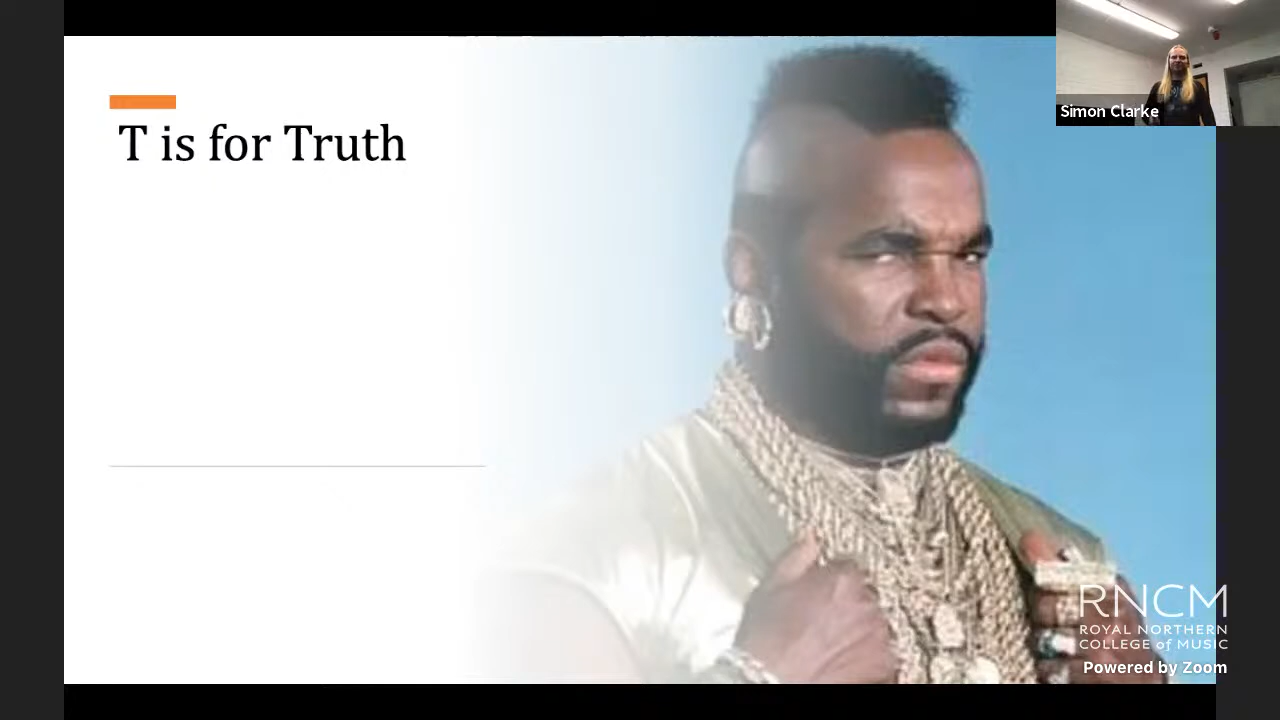 T is for Truth
Simon Clarke
RNCM
ROYAL NORTHERN
COLLEGE of MUSIC
Powered by Zoom